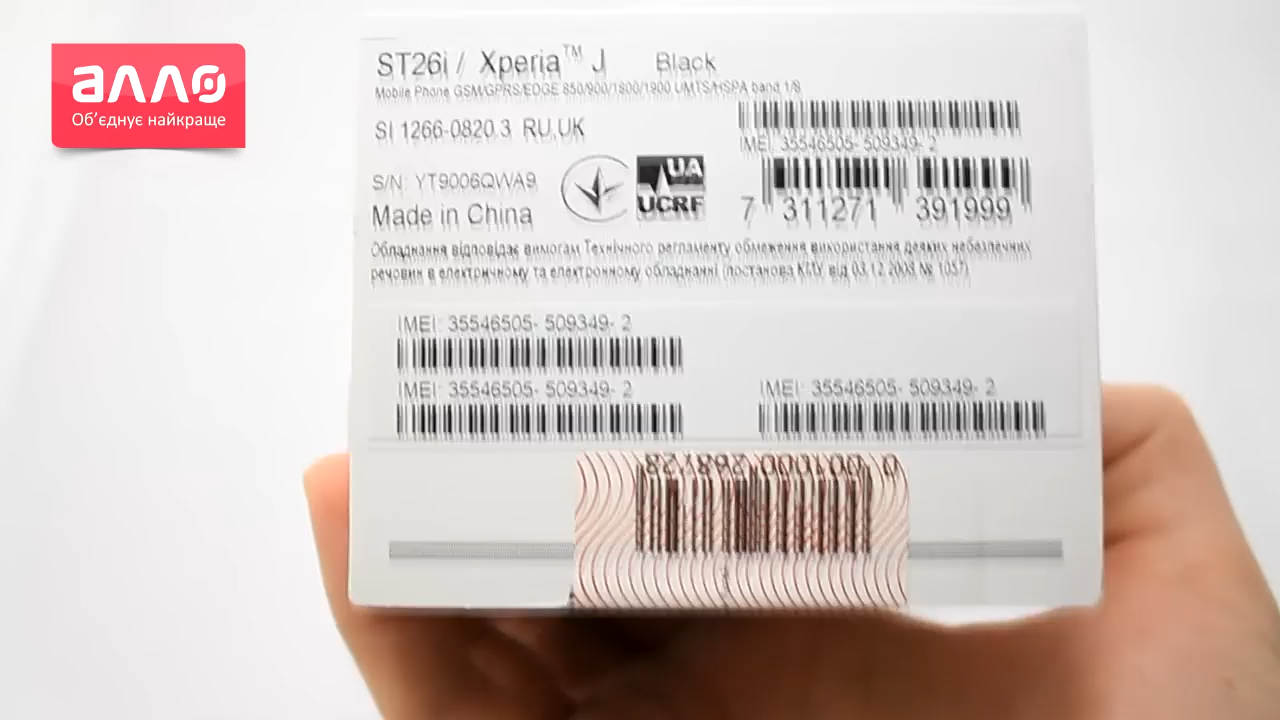 алло
Об’єднує найкраще
ST26i / Xperia™ J Black
Mobile Phone GSM/GPRS/EDGE 850/900/1800/1900 UMTS/HSPA band 1/8
SI 1266-0820.3 RU,UK
IMEI: 35546505-509349-2
S/N: YT9006QWA9
UA
UCRF
Made in China
7 311271 391999
Обладнання відповідає вимогам Технічного регламенту обмеження використання деяких небезпечних
речовин в електричному та електронному обладнанні (постанова КМУ від 03.12.2008 № 1057)
IMEI: 35546505-509349-2
IMEI: 35546505-509349-2
IMEI: 35546505-509349-2
0 001000 268728